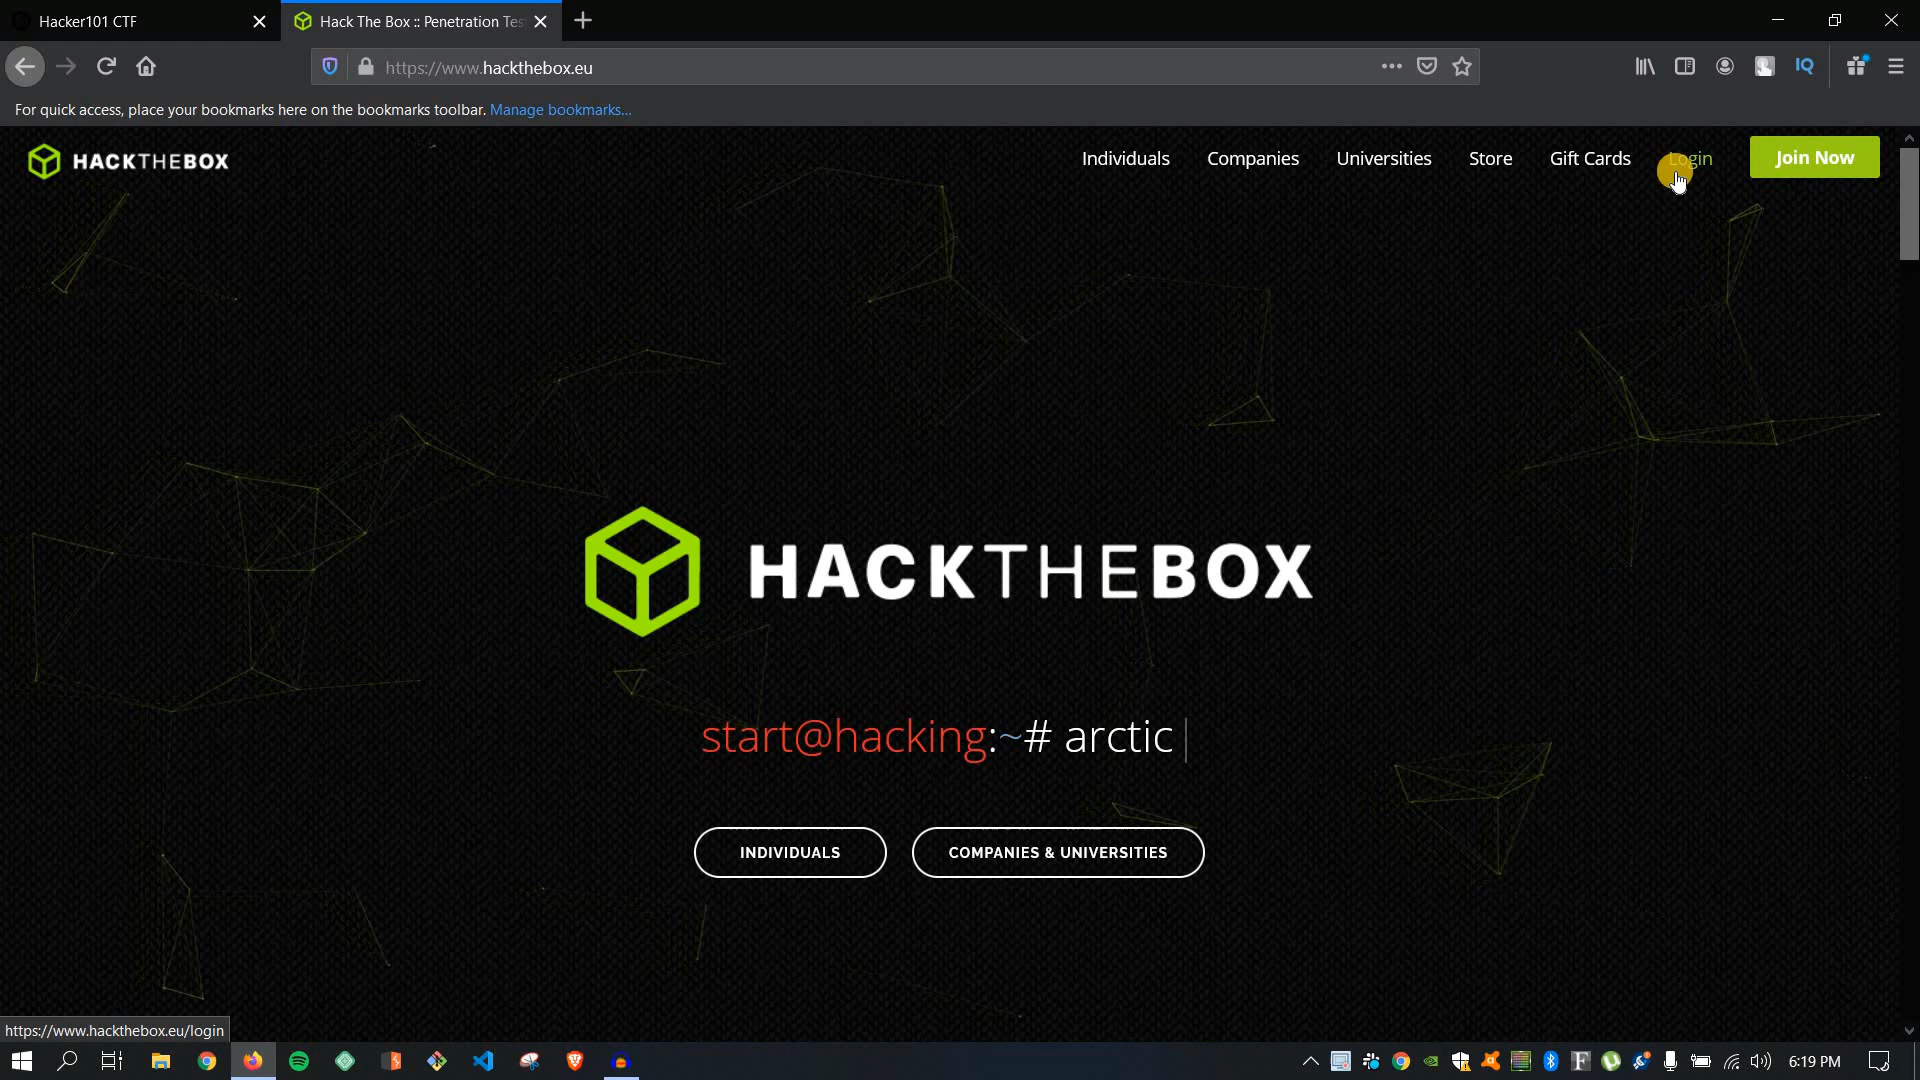 Hacker101 CTF
Hack The Box :: Penetration Tes
https://www.hackthebox.eu
IQ
For quick access, place your bookmarks here on the bookmarks toolbar. Manage bookmarks...
HACKTHEBOX
Individuals
Companies
Universities
Store
Gift Cards
Login
Join Now
HACKTHEBOX
start@hacking:~# arctic
INDIVIDUALS
COMPANIES & UNIVERSITIES
https://www.hackthebox.eu/login
6:19 PM